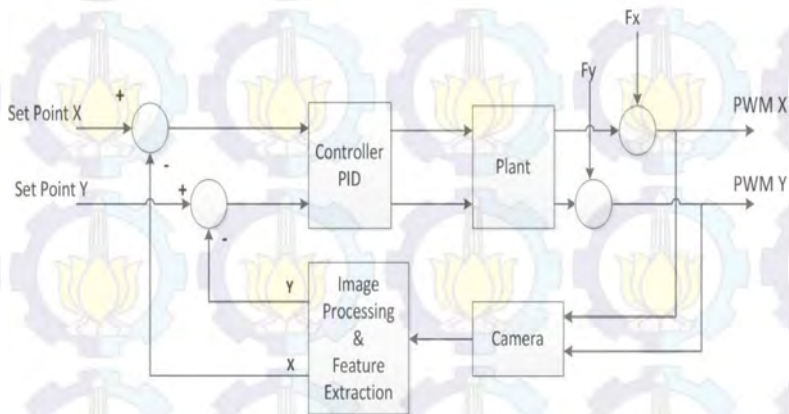 Fx
Fy
Set Point X
+
-
Controller
PID
Plant
PWM X
Set Point Y
+
-
PWM Y
Y
X
Image
Processing
&
Feature
Extraction
Camera